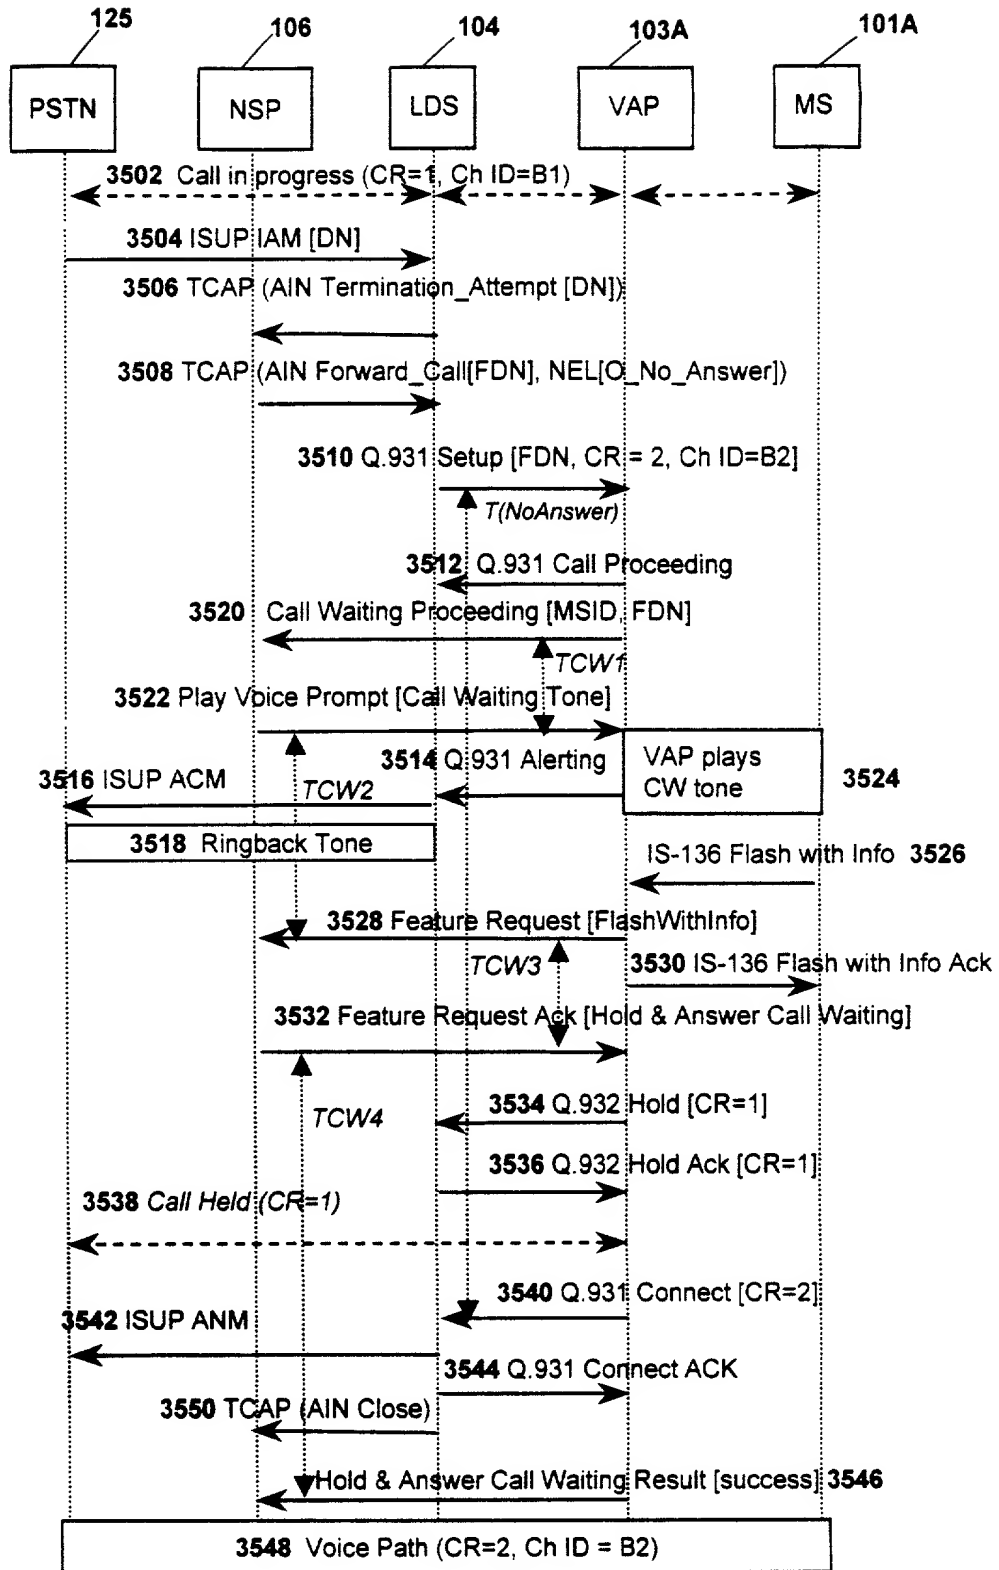 125 106 104 103A 101A
PSTN NSP LDS VAP MS
3502 Call in progress (CR=1, Ch ID=B1)
3504 ISUP IAM [DN]
3506 TCAP (AIN Termination_Attempt [DN])
3508 TCAP (AIN Forward_Call[FDN], NEL[O_No_Answer])
3510 Q.931 Setup [FDN, CR = 2, Ch ID=B2]
T(NoAnswer)
3512 Q.931 Call Proceeding
3520 Call Waiting Proceeding [MSID, FDN]
TCW1
3522 Play Voice Prompt [Call Waiting Tone]
3514 Q.931 Alerting
VAP plays
CW tone
3524
3516 ISUP ACM
TCW2
3518 Ringback Tone
IS-136 Flash with Info 3526
3528 Feature Request [FlashWithInfo]
TCW3
3530 IS-136 Flash with Info Ack
3532 Feature Request Ack [Hold & Answer Call Waiting]
TCW4
3534 Q.932 Hold [CR=1]
3536 Q.932 Hold Ack [CR=1]
3538 Call Held (CR=1)
3540 Q.931 Connect [CR=2]
3542 ISUP ANM
3544 Q.931 Connect ACK
3550 TCAP (AIN Close)
Hold & Answer Call Waiting Result [success] 3546
3548 Voice Path (CR=2, Ch ID = B2)